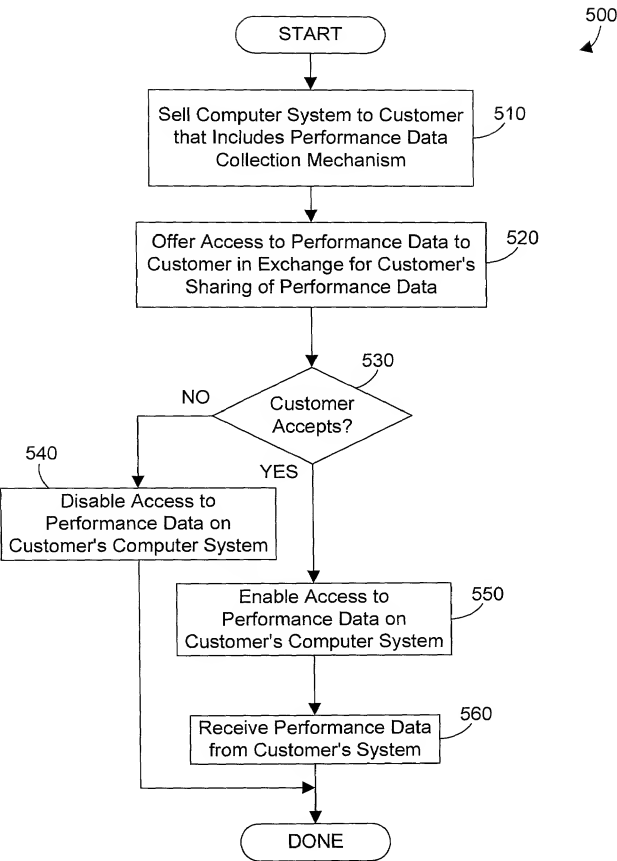 500
START
Sell Computer System to Customer
that Includes Performance Data
Collection Mechanism
510
Offer Access to Performance Data to
Customer in Exchange for Customer's
Sharing of Performance Data
520
530
Customer
Accepts?
NO
YES
540
Disable Access to
Performance Data on
Customer's Computer System
Enable Access to
Performance Data on
Customer's Computer System
550
Receive Performance Data
from Customer's System
560
DONE